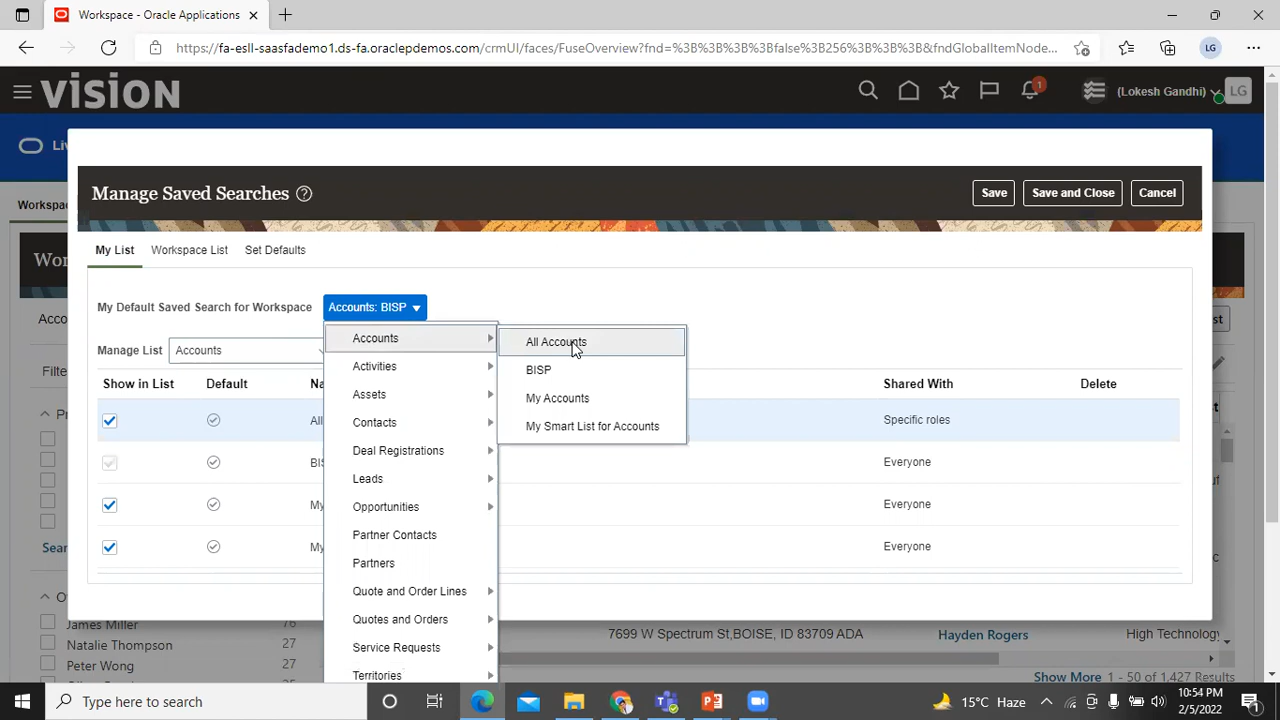 Workspace - Oracle Applications
https://fa-esll-saasfademo1.ds-fa.oraclepdemos.com/crmUI/faces/FuseOverview?fnd=%3B%3B%3B%3Bfalse%3B256%3B%3B%3B&fndGlobalItemNode...
LG
VISION
1
(Lokesh Gandhi)
LG
Manage Saved Searches
Save
Save and Close
Cancel
My List
Workspace List
Set Defaults
My Default Saved Search for Workspace
Accounts: BISP
Manage List
Accounts
Show in List
Default
Shared With
Delete
All
Specific roles
BIS
Everyone
My
Everyone
My
Everyone
Accounts
Activities
Assets
Contacts
Deal Registrations
Leads
Opportunities
Partner Contacts
Partners
Quote and Order Lines
Quotes and Orders
Service Requests
Territories
All Accounts
BISP
My Accounts
My Smart List for Accounts
James Miller 76
Natalie Thompson 27
Peter Wong 27
7699 W Spectrum St,BOISE, ID 83709 ADA
Hayden Rogers
High Technology
Show More
1 - 50 of 1,427 Results
Type here to search
15°C Haze
10:54 PM
2/5/2022
1